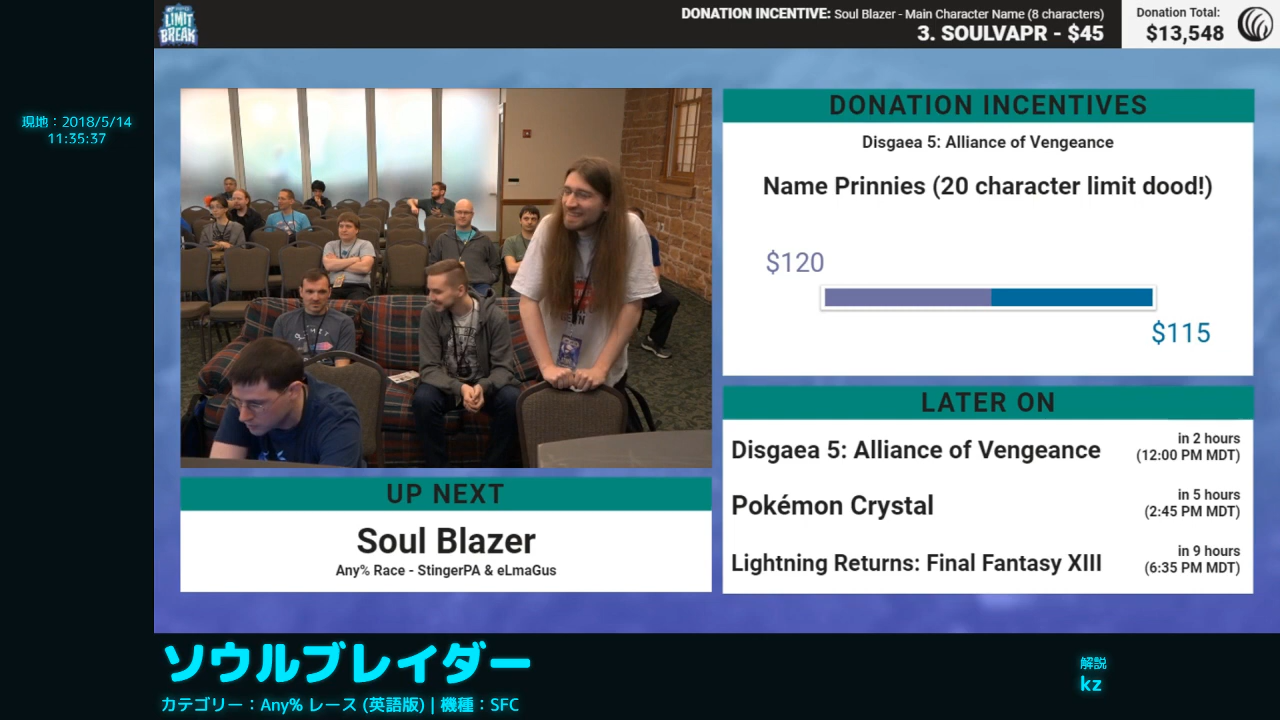 LIMIT
BREAK
DONATION INCENTIVE: Soul Blazer - Main Character Name (8 characters)
3. SOULVAPR - $45
Donation Total:
$13,548
現地：2018/5/14
11:35:37
DONATION INCENTIVES
Disgaea 5: Alliance of Vengeance
Name Prinnies (20 character limit dood!)
$120
$115
UP NEXT
Soul Blazer
Any% Race - StingerPA & eLmaGus
LATER ON
Disgaea 5: Alliance of Vengeance
in 2 hours
(12:00 PM MDT)
Pokémon Crystal
in 5 hours
(2:45 PM MDT)
Lightning Returns: Final Fantasy XIII
in 9 hours
(6:35 PM MDT)
ソウルブレイダー
カテゴリー：Any% レース (英語版) | 機種：SFC
解説
kz